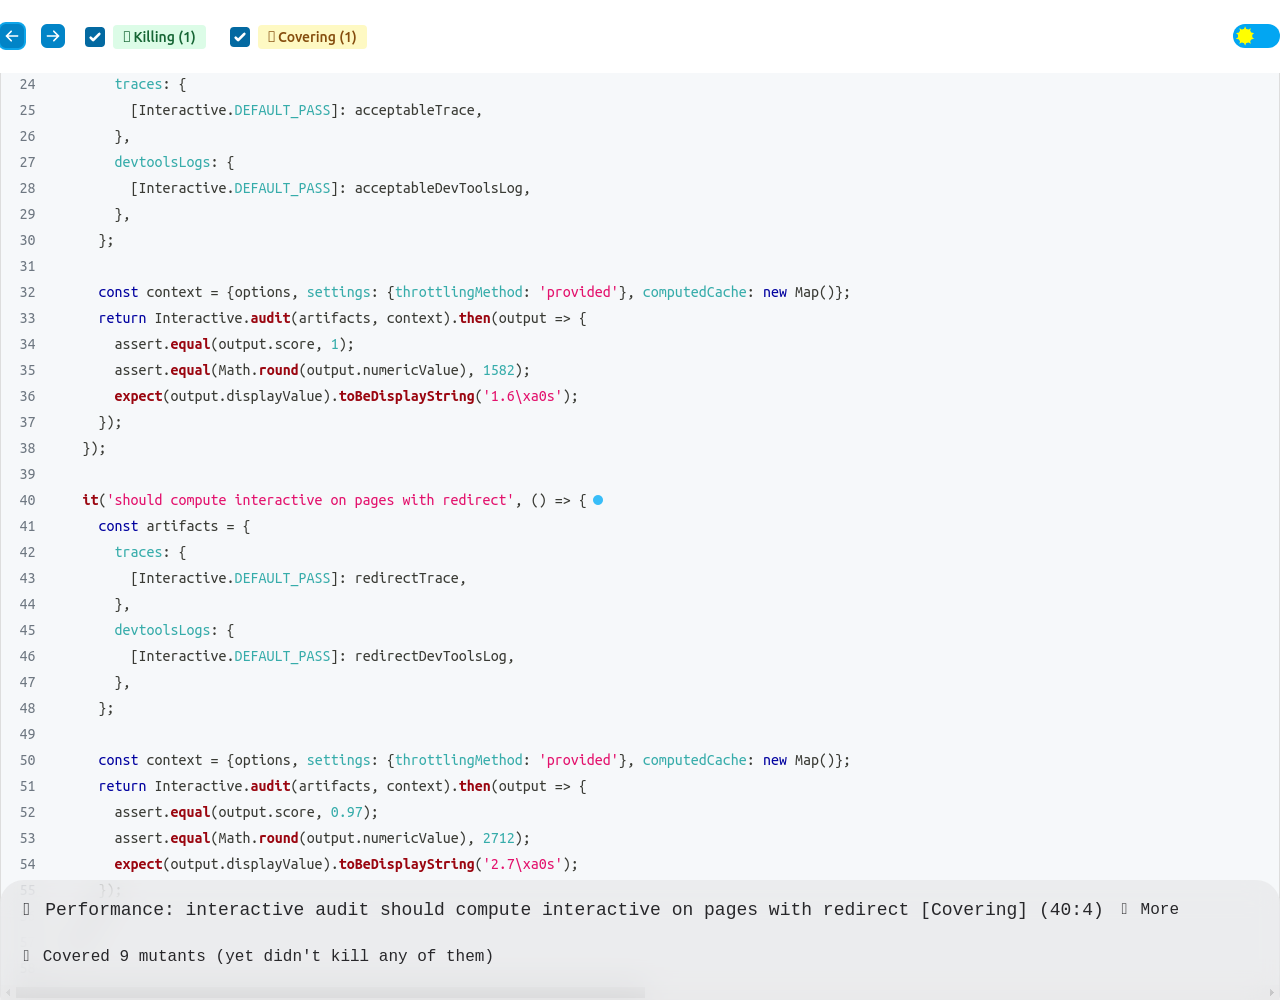 Killing (1) Covering (1)
24 traces: {
25 [Interactive.DEFAULT_PASS]: acceptableTrace,
26 },
27 devtoolsLogs: {
28 [Interactive.DEFAULT_PASS]: acceptableDevToolsLog,
29 },
30 };
31
32 const context = {options, settings: {throttlingMethod: 'provided'}, computedCache: new Map()};
33 return Interactive.audit(artifacts, context).then(output => {
34 assert.equal(output.score, 1);
35 assert.equal(Math.round(output.numericValue), 1582);
36 expect(output.displayValue).toBeDisplayString('1.6\xa0s');
37 });
38 });
39
40 it('should compute interactive on pages with redirect', () => {
41 const artifacts = {
42 traces: {
43 [Interactive.DEFAULT_PASS]: redirectTrace,
44 },
45 devtoolsLogs: {
46 [Interactive.DEFAULT_PASS]: redirectDevToolsLog,
47 },
48 };
49
50 const context = {options, settings: {throttlingMethod: 'provided'}, computedCache: new Map()};
51 return Interactive.audit(artifacts, context).then(output => {
52 assert.equal(output.score, 0.97);
53 assert.equal(Math.round(output.numericValue), 2712);
54 expect(output.displayValue).toBeDisplayString('2.7\xa0s');
55 });
Performance: interactive audit should compute interactive on pages with redirect [Covering] (40:4) More
Covered 9 mutants (yet didn't kill any of them)